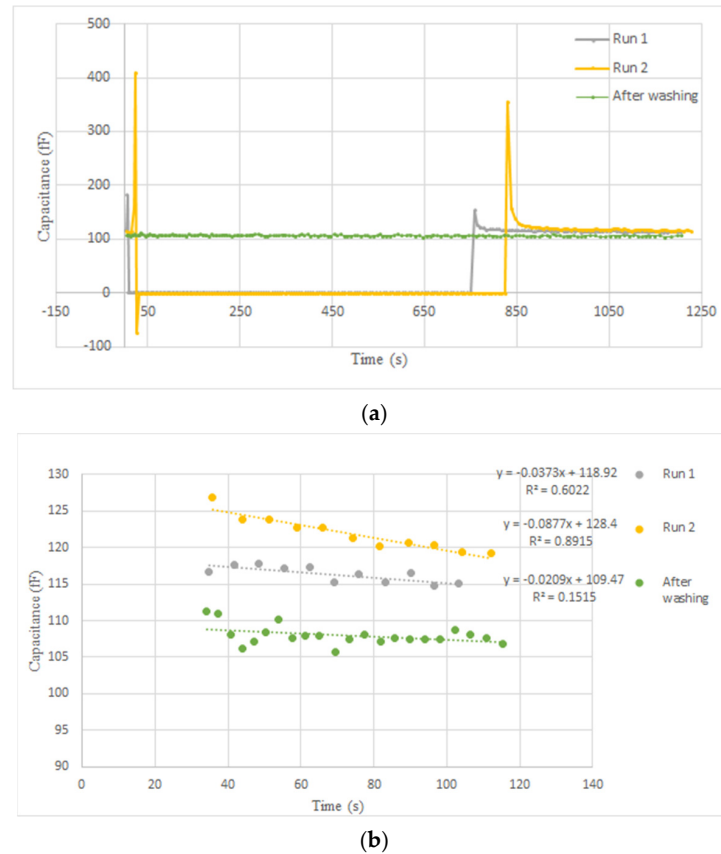 500
400
300
200
100
0
-100
-150
50
250
450
650
850
1050
1250
Capacitance (fF)
Time (s)
Run 1
Run 2
After washing
(a)
130
125
120
115
110
105
100
95
90
0
20
40
60
80
100
120
140
Capacitance (fF)
Time (s)
y = -0.0373x + 118.92
R² = 0.6022
Run 1
y = -0.0877x + 128.4
R² = 0.8915
Run 2
y = -0.0209x + 109.47
R² = 0.1515
After
washing
(b)